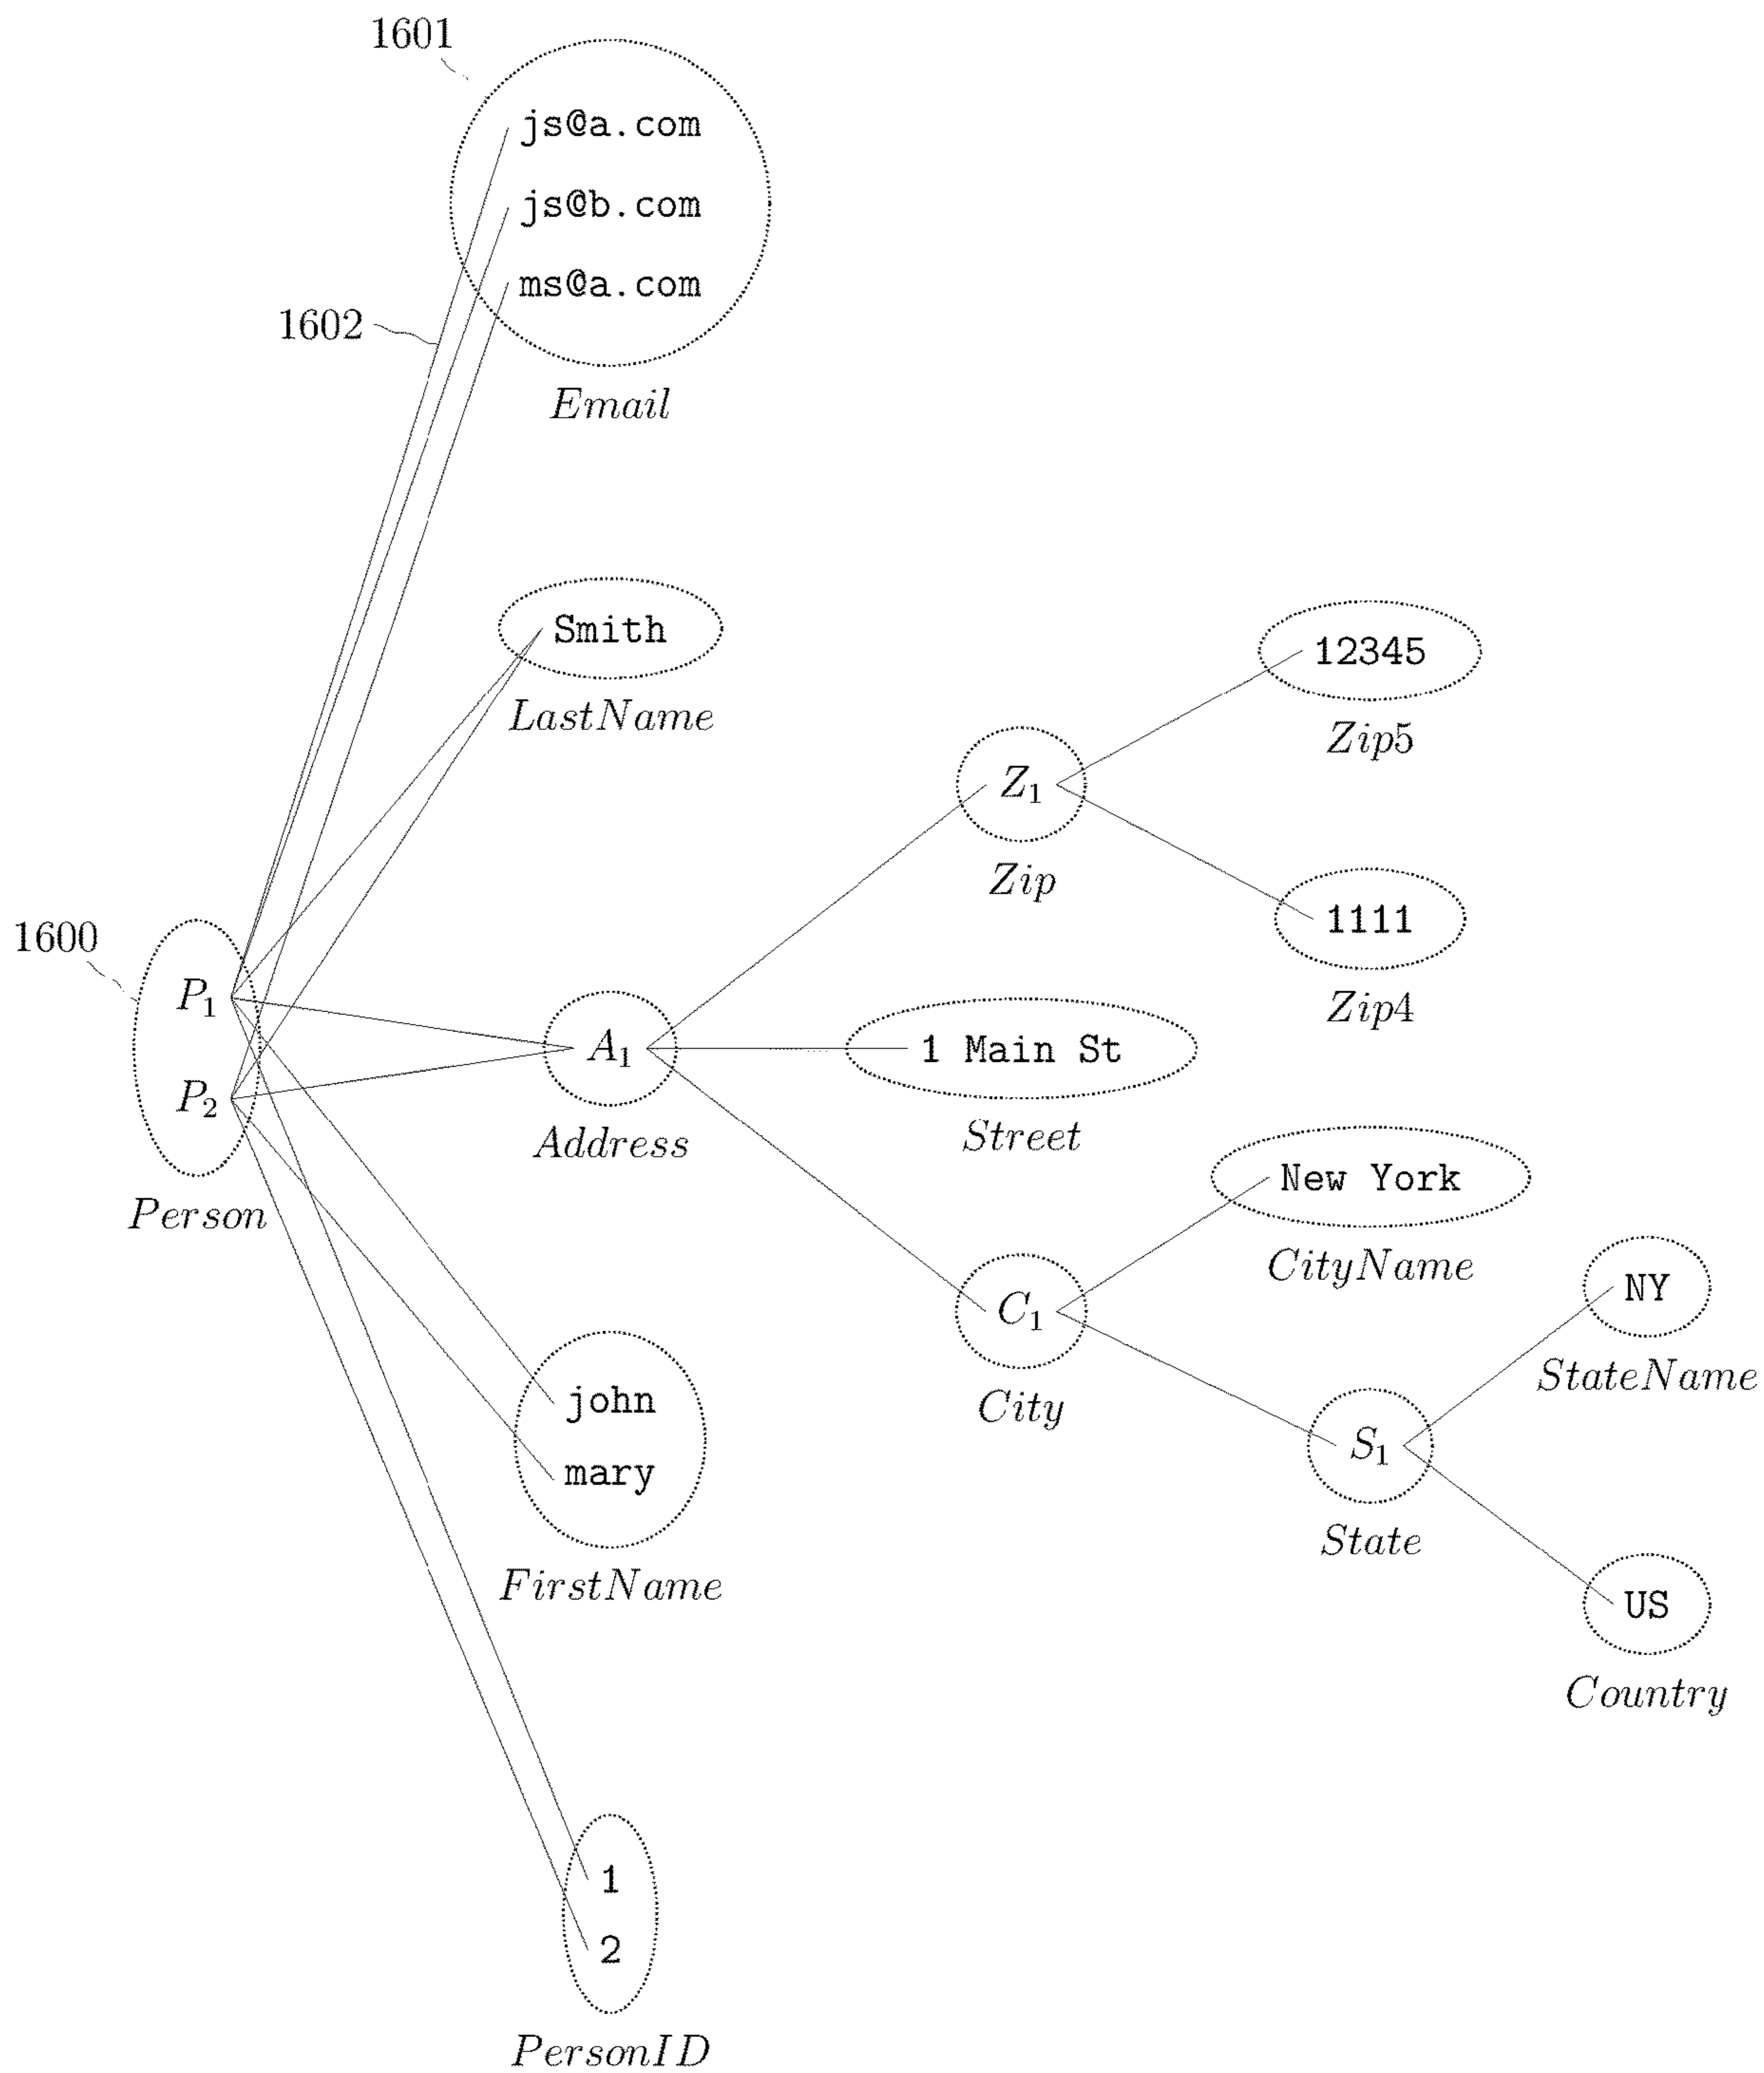 1601
js@a.com
js@b.com
ms@a.com
1602
Email
Smith
LastName
12345
Zip5
Z1
Zip
1111
Zip4
1600
P1
P2
Person
A1
Address
1 Main St
Street
New York
CityName
C1
City
NY
StateName
S1
State
john
mary
FirstName
US
Country
1
2
PersonID